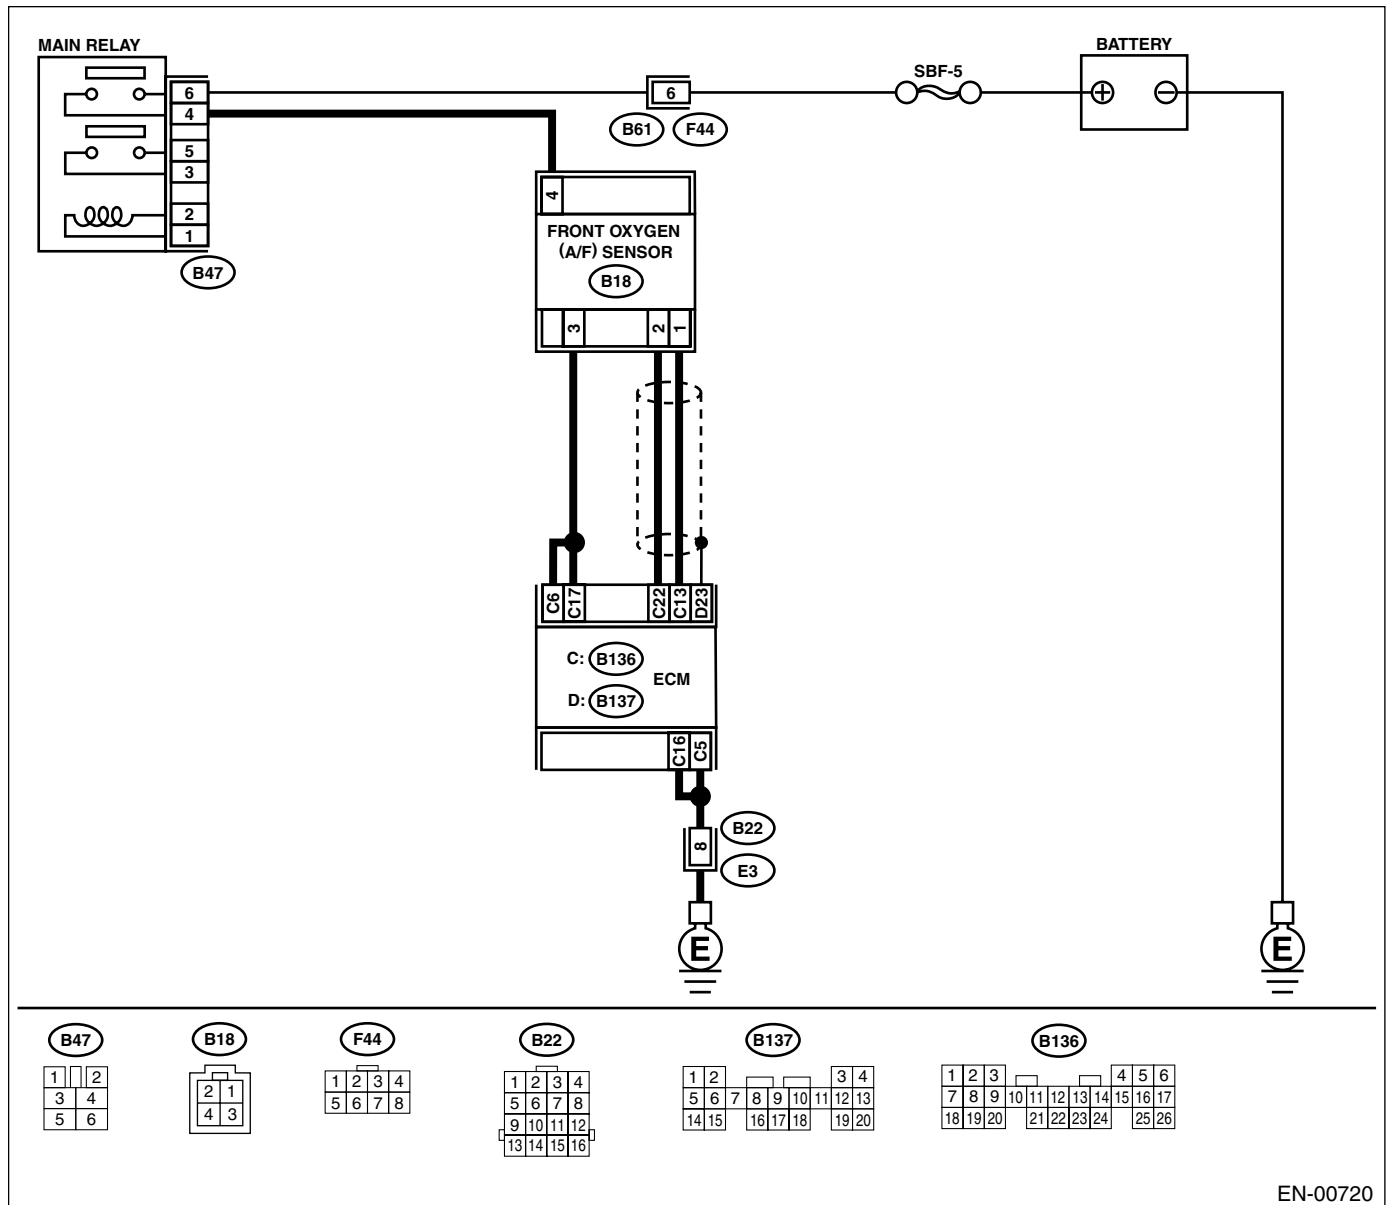 MAIN RELAY
BATTERY
SBF-5
6
4
5
3
2
1
B47
6
B61 F44
4
FRONT OXYGEN
(A/F) SENSOR
B18
3 2 1
C6 C17 C22 C13 D23
C: B136
ECM
D: B137
C16 C5
8
B22
E3
E E
B47 B18 F44 B22 B137 B136
1 2
3 4
5 6
2 1
4 3
1 2 3 4
5 6 7 8
1 2 3 4
5 6 7 8
9 10 11 12
13 14 15 16
1 2 3 4
5 6 7 8 9 10 11 12 13
14 15 16 17 18 19 20
1 2 3 4 5 6
7 8 9 10 11 12 13 14 15 16 17
18 19 20 21 22 23 24 25 26
EN-00720